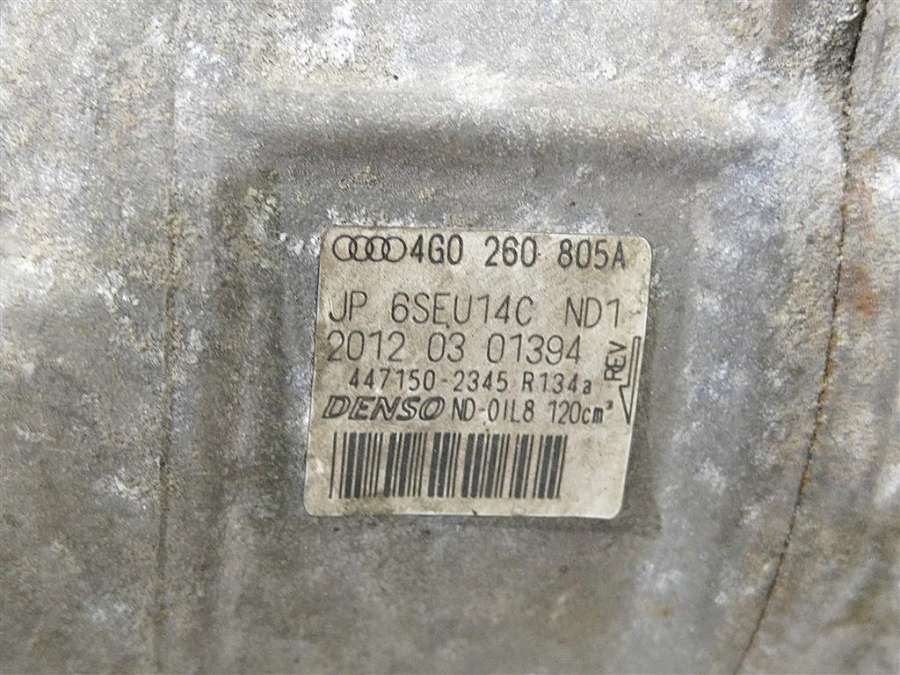 4G0 260 805A
JP 6SEU14C ND1
2012 03 01394
REV
447150-2345 R134a
DENSO ND-OIL8 120cm³